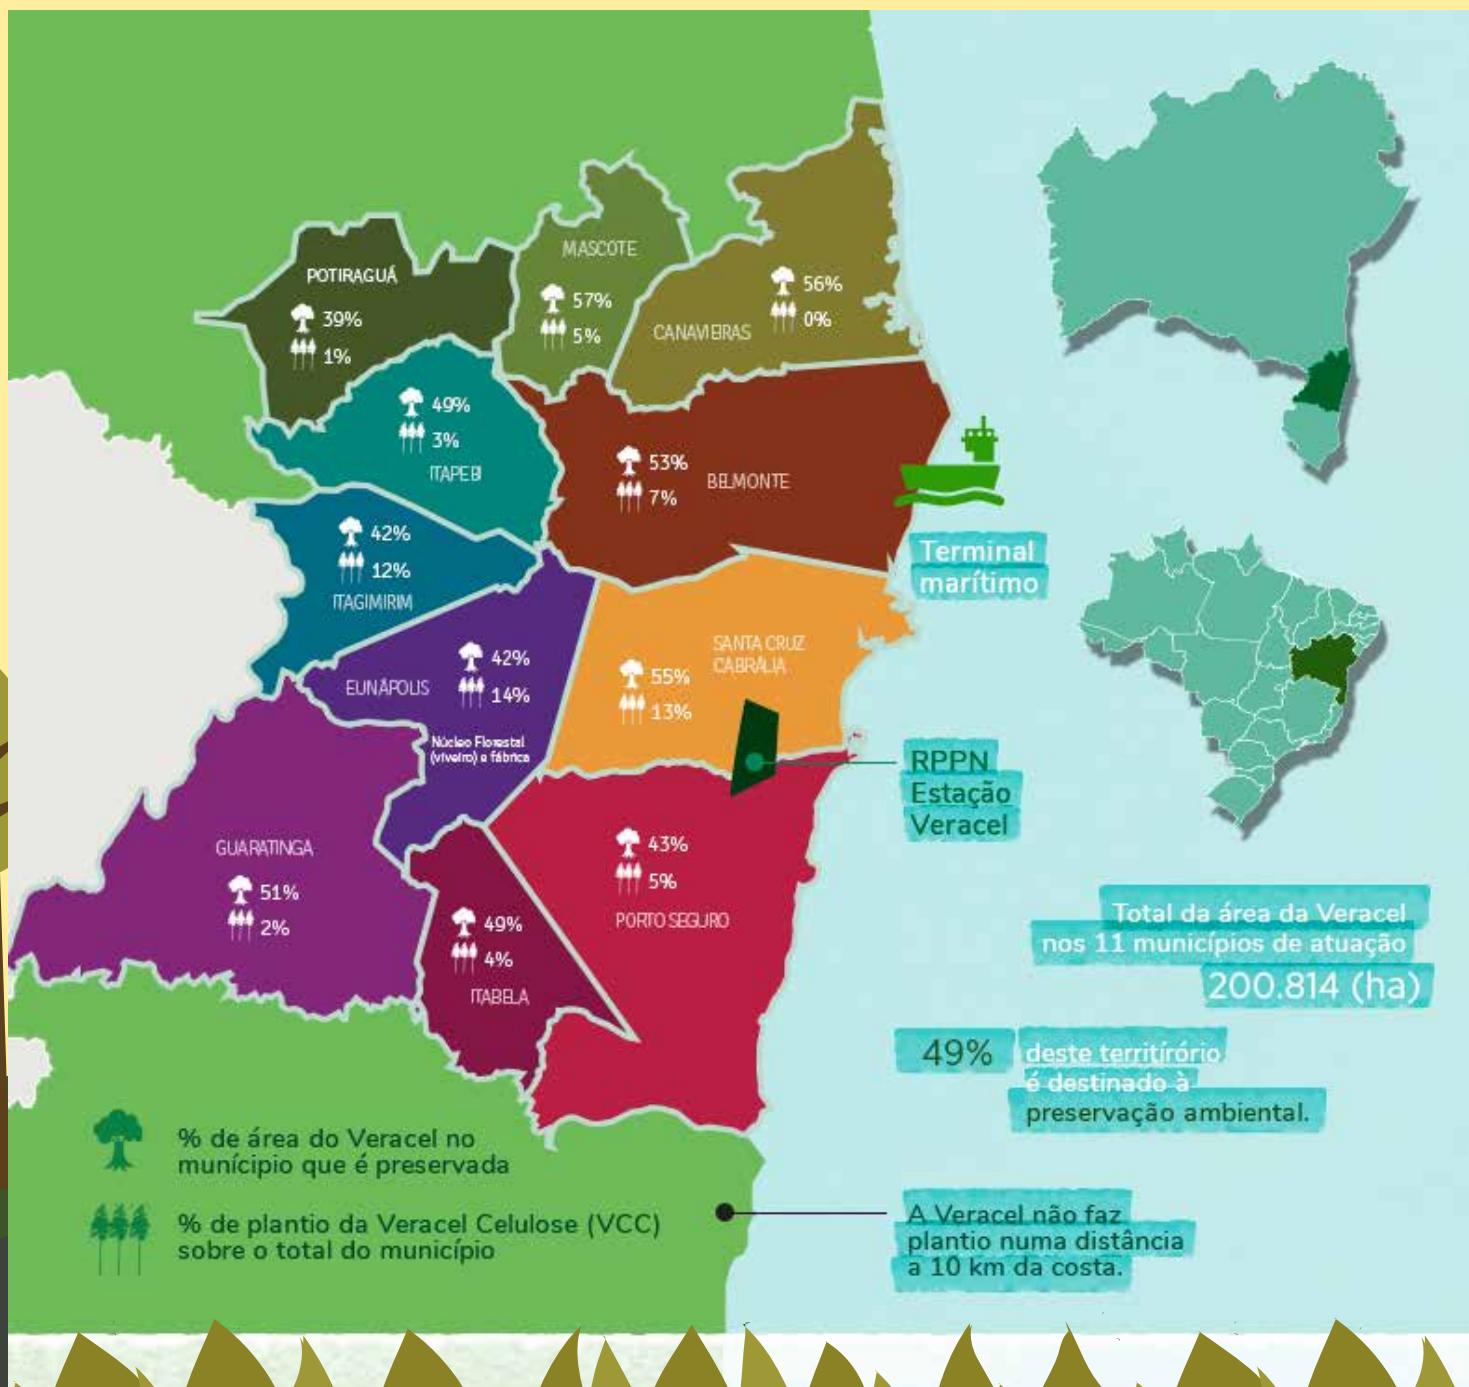 POTIRAGUÁ
39%
1%
MASCOTE
57%
5%
56%
0%
CANAVIEIRAS
49%
3%
ITAPEBI
53%
7%
BELMONTE
42%
12%
ITAGIMIRIM
Terminal
marítimo
EUNÁPOLIS
42%
14%
Núcleo Florestal
(viveiro) e fábrica
SANTA CRUZ
CABRÁLIA
55%
13%
RPPN
Estação
Veracel
GUARATINGA
51%
2%
43%
5%
PORTO SEGURO
49%
4%
ITABELA
Total da área da Veracel
nos 11 municípios de atuação
200.814 (ha)
49%
deste territírório
é destinado à
preservação ambiental.
% de área do Veracel no
munícipio que é preservada
% de plantio da Veracel Celulose (VCC)
sobre o total do município
A Veracel não faz
plantio numa distância
a 10 km da costa.